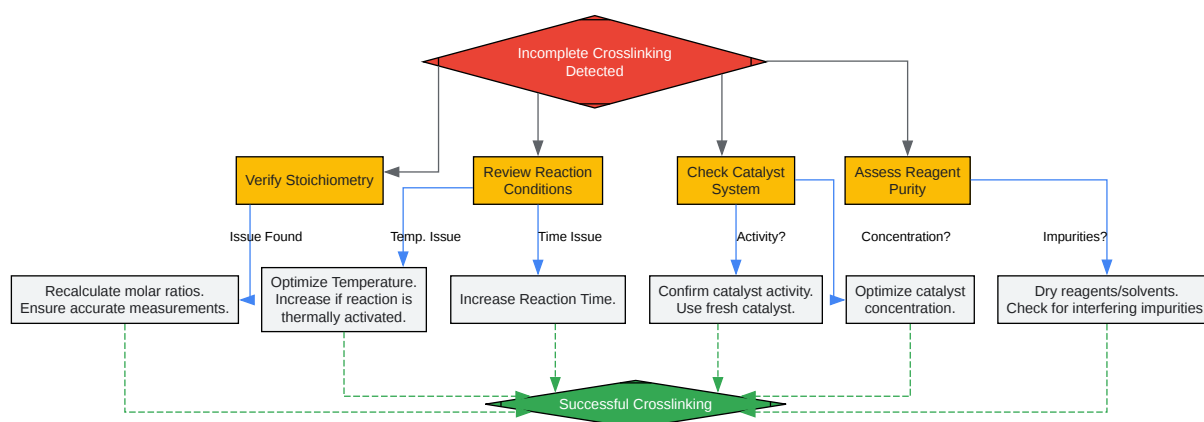 Incomplete Crosslinking
Detected
Verify Stoichiometry
Review Reaction
Conditions
Check Catalyst
System
Assess Reagent
Purity
Issue Found
Temp. Issue
Time Issue
Activity?
Concentration?
Impurities?
Recalculate molar ratios.
Ensure accurate measurements.
Optimize Temperature.
Increase if reaction is
thermally activated.
Increase Reaction Time.
Confirm catalyst activity.
Use fresh catalyst.
Optimize catalyst
concentration.
Dry reagents/solvents.
Check for interfering impurities
Successful Crosslinking